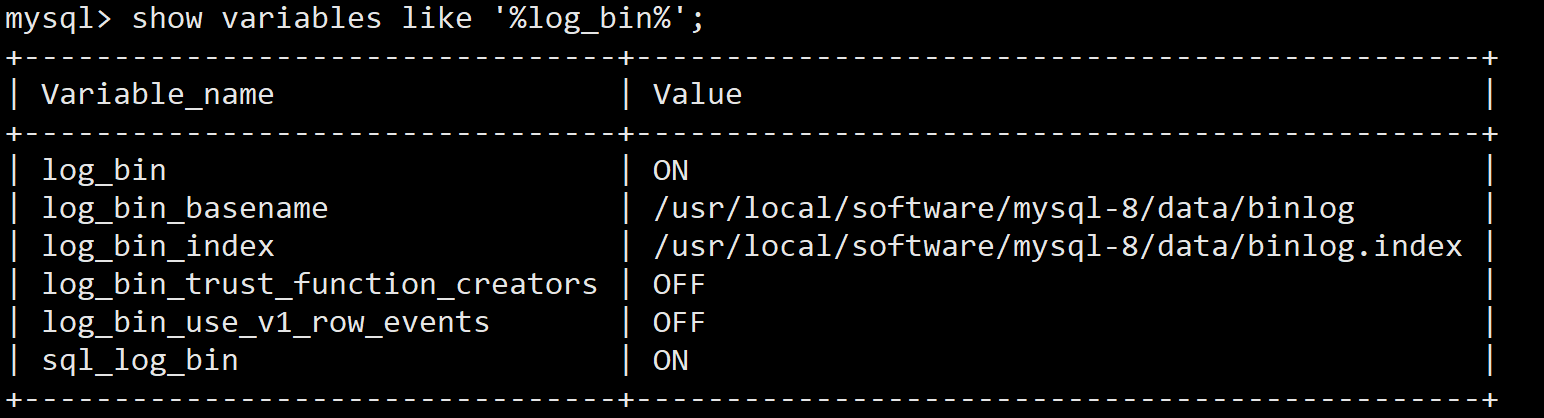 mysql> show variables like '%log_bin%';
+---------------------------------+-----------------------------------------------+
| Variable_name                   | Value                                         |
+---------------------------------+-----------------------------------------------+
| log_bin                         | ON                                            |
| log_bin_basename                | /usr/local/software/mysql-8/data/binlog       |
| log_bin_index                   | /usr/local/software/mysql-8/data/binlog.index |
| log_bin_trust_function_creators | OFF                                           |
| log_bin_use_v1_row_events       | OFF                                           |
| sql_log_bin                     | ON                                            |
+---------------------------------+-----------------------------------------------+